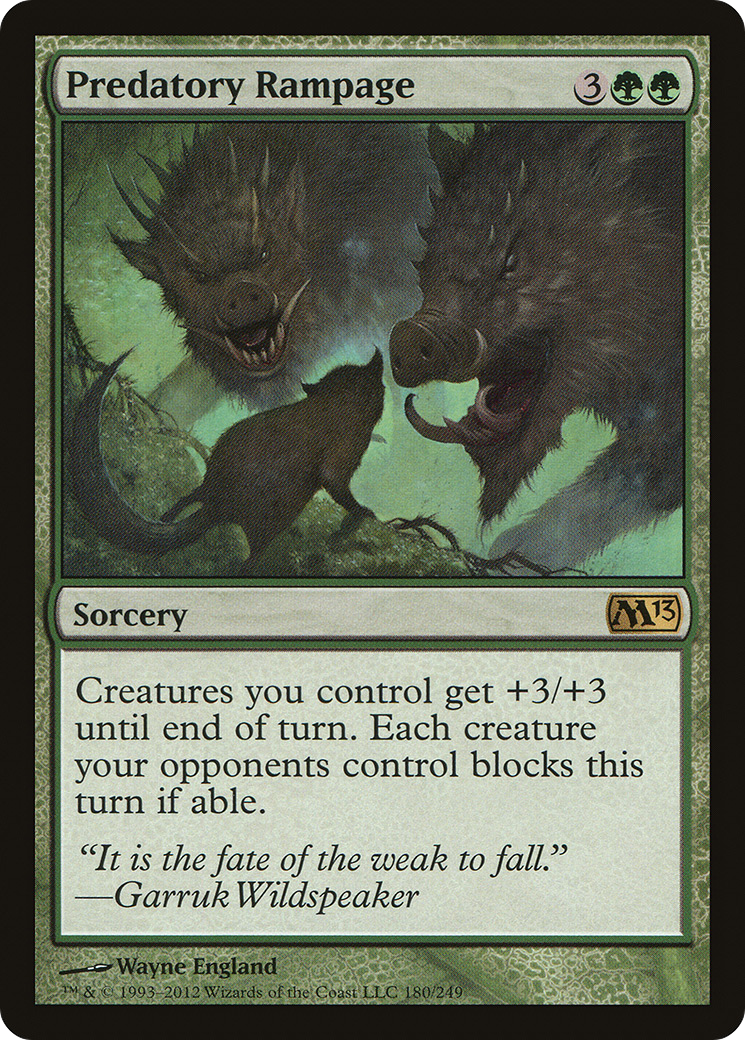 Predatory Rampage 3
Sorcery M13
Creatures you control get +3/+3
until end of turn. Each creature
your opponents control blocks this
turn if able.
“It is the fate of the weak to fall.”
—Garruk Wildspeaker
Wayne England
™ & © 1993–2012 Wizards of the Coast LLC 180/249